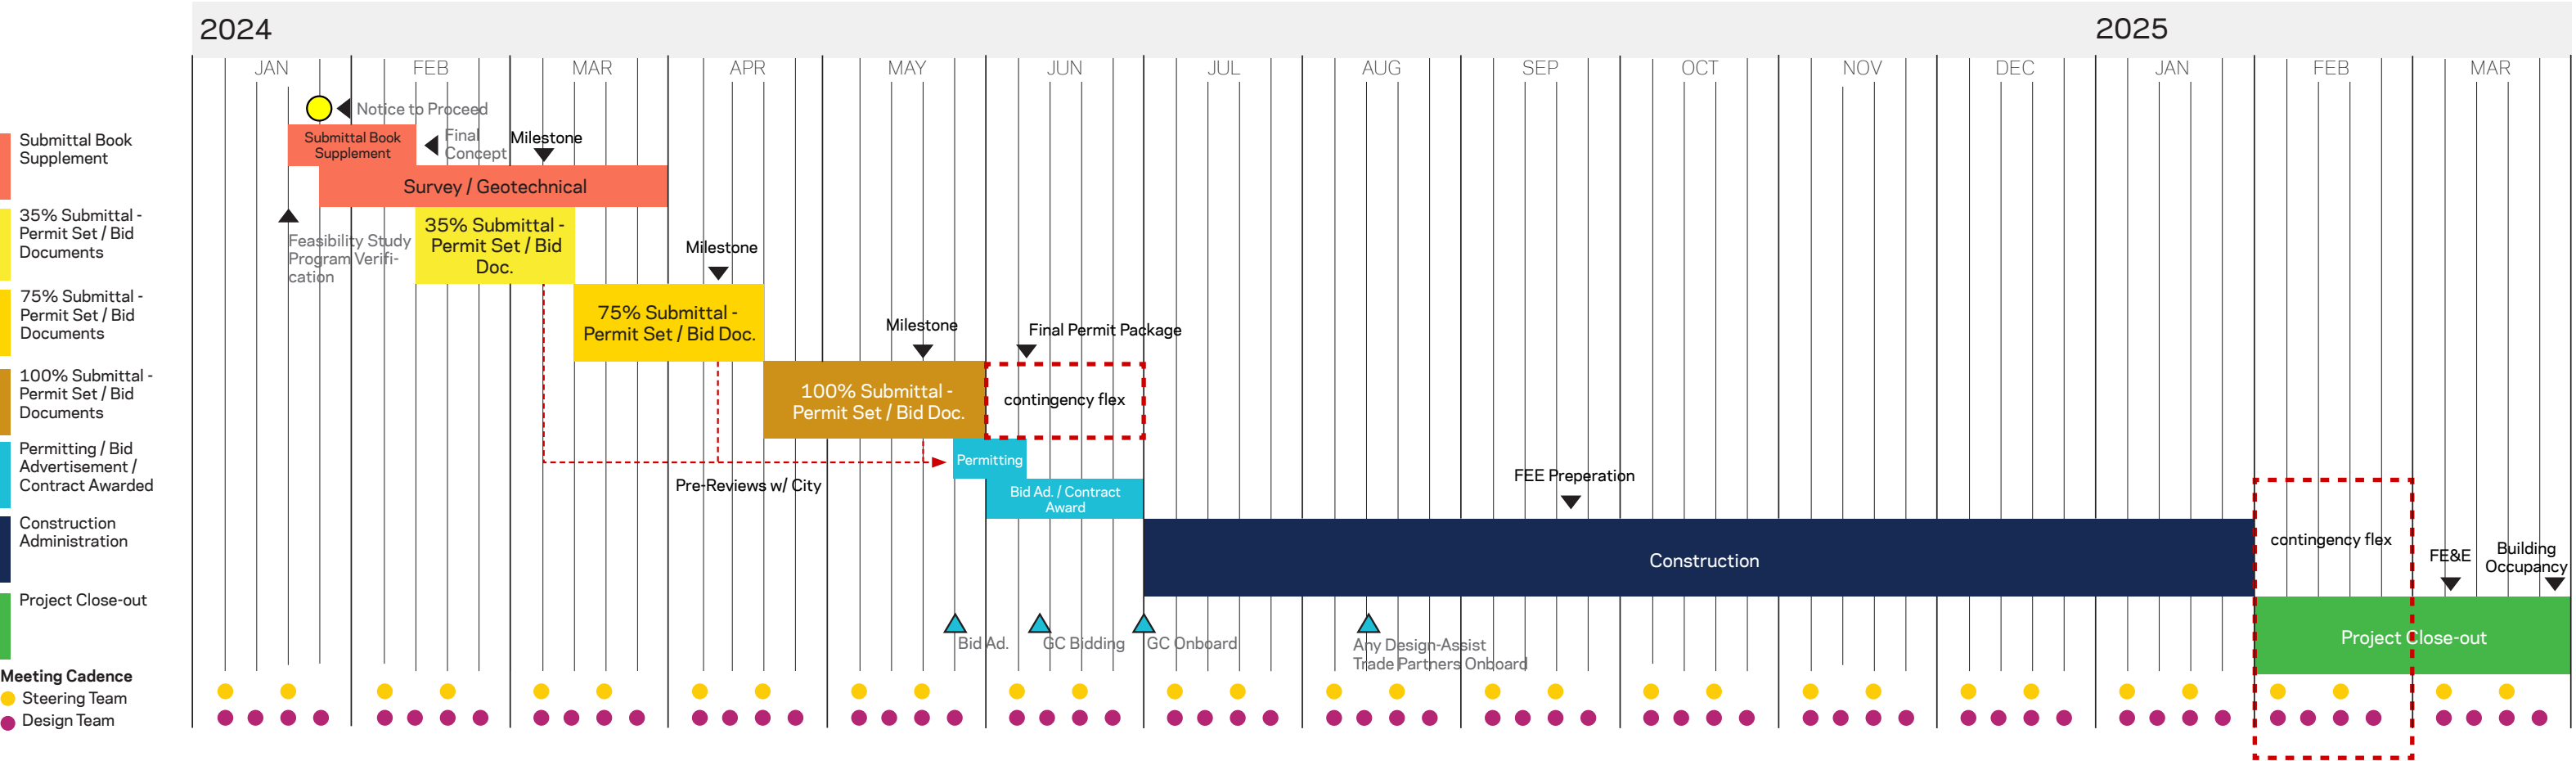 2024
2025
JAN
FEB
MAR
APR
MAY
JUN
JUL
AUG
SEP
OCT
NOV
DEC
JAN
FEB
MAR
Notice to Proceed
Submittal Book
Supplement
Submittal Book
Supplement
Final
Concept
Milestone
Survey / Geotechnical
35% Submittal -
Permit Set / Bid
Documents
Feasibility Study
Program Verifi-
cation
35% Submittal -
Permit Set / Bid
Doc.
Milestone
75% Submittal -
Permit Set / Bid
Documents
75% Submittal -
Permit Set / Bid Doc.
Milestone
Final Permit Package
100% Submittal -
Permit Set / Bid
Documents
100% Submittal -
Permit Set / Bid Doc.
contingency flex
Permitting / Bid
Advertisement /
Contract Awarded
Permitting
Pre-Reviews w/ City
Bid Ad. / Contract
Award
FEE Preperation
Construction
Administration
Construction
contingency flex
FE&E
Building
Occupancy
Project Close-out
Bid Ad.
GC Bidding
GC Onboard
Any Design-Assist
Trade Partners Onboard
Project Close-out
Meeting Cadence
Steering Team
Design Team